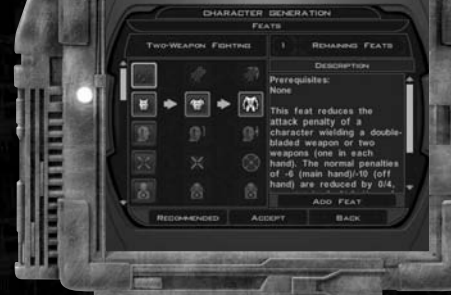 CHARACTER GENERATION
FEATS
TWO-WEAPON FIGHTING
1 REMAINING FEATS
DESCRIPTION
Prerequisites:
None
This feat reduces the
attack penalty of a
character wielding a double-
bladed weapon or two
weapons (one in each
hand). The normal penalties
of -6 (main hand)/-10 (off
hand) are reduced by 0/4,
ADD FEAT
RECOMMENDED ACCEPT BACK